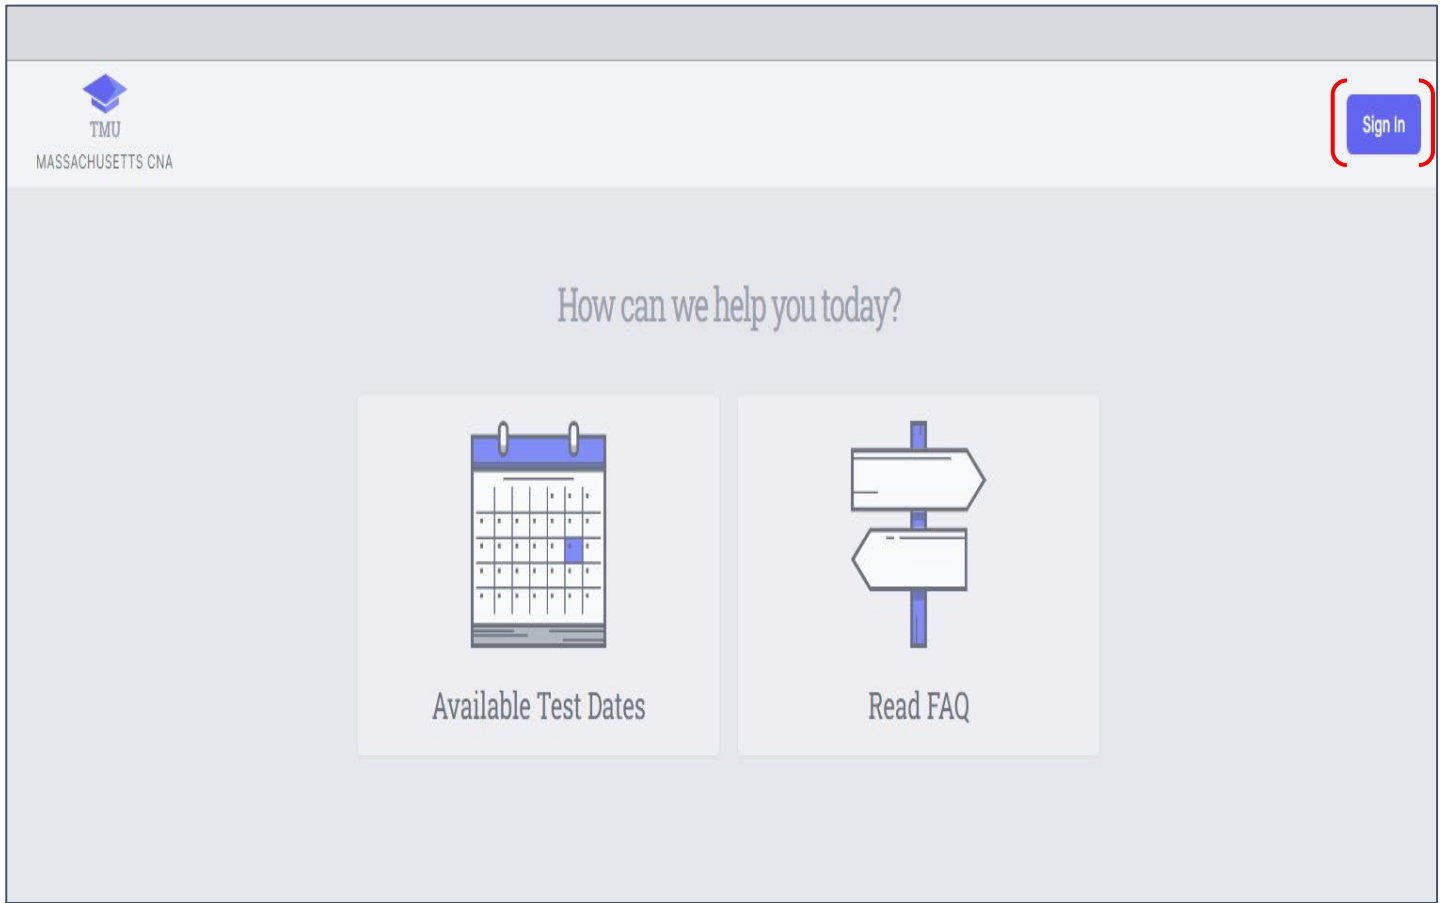 TMU
MASSACHUSETTS CNA
Sign In
How can we help you today?
Available Test Dates
Read FAQ